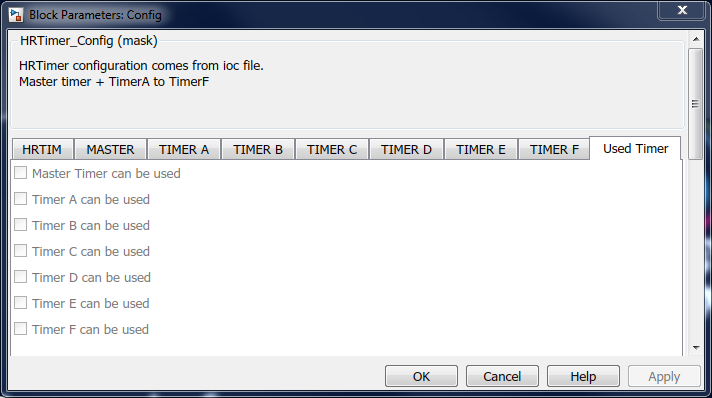 Block Parameters: Config
HRTimer_Config (mask)
HRTimer configuration comes from ioc file.
Master timer + TimerA to TimerF
HRTIM MASTER TIMER A TIMER B TIMER C TIMER D TIMER E TIMER F Used Timer
Master Timer can be used
Timer A can be used
Timer B can be used
Timer C can be used
Timer D can be used
Timer E can be used
Timer F can be used
OK Cancel Help Apply